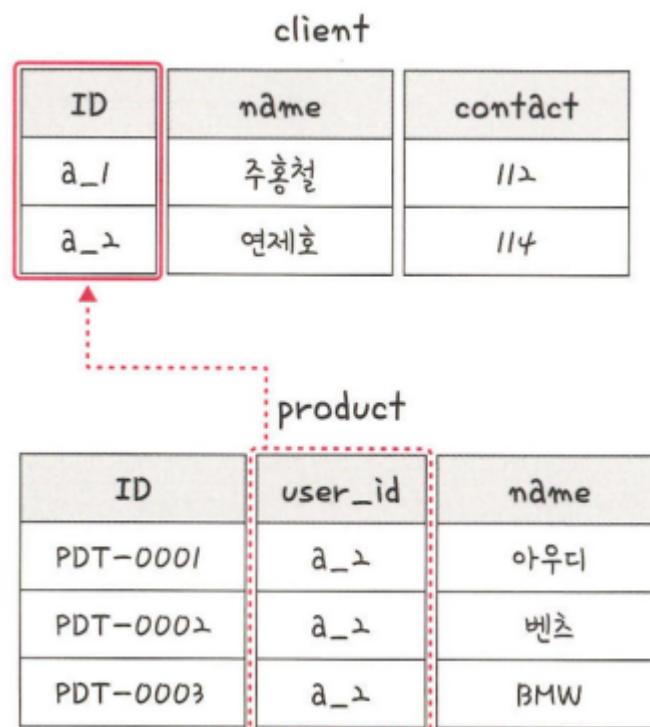 client
ID name contact
a_1 주홍철 112
a_2 연제호 114
product
ID user_id name
PDT-0001 a_2 아우디
PDT-0002 a_2 벤츠
PDT-0003 a_2 BMW